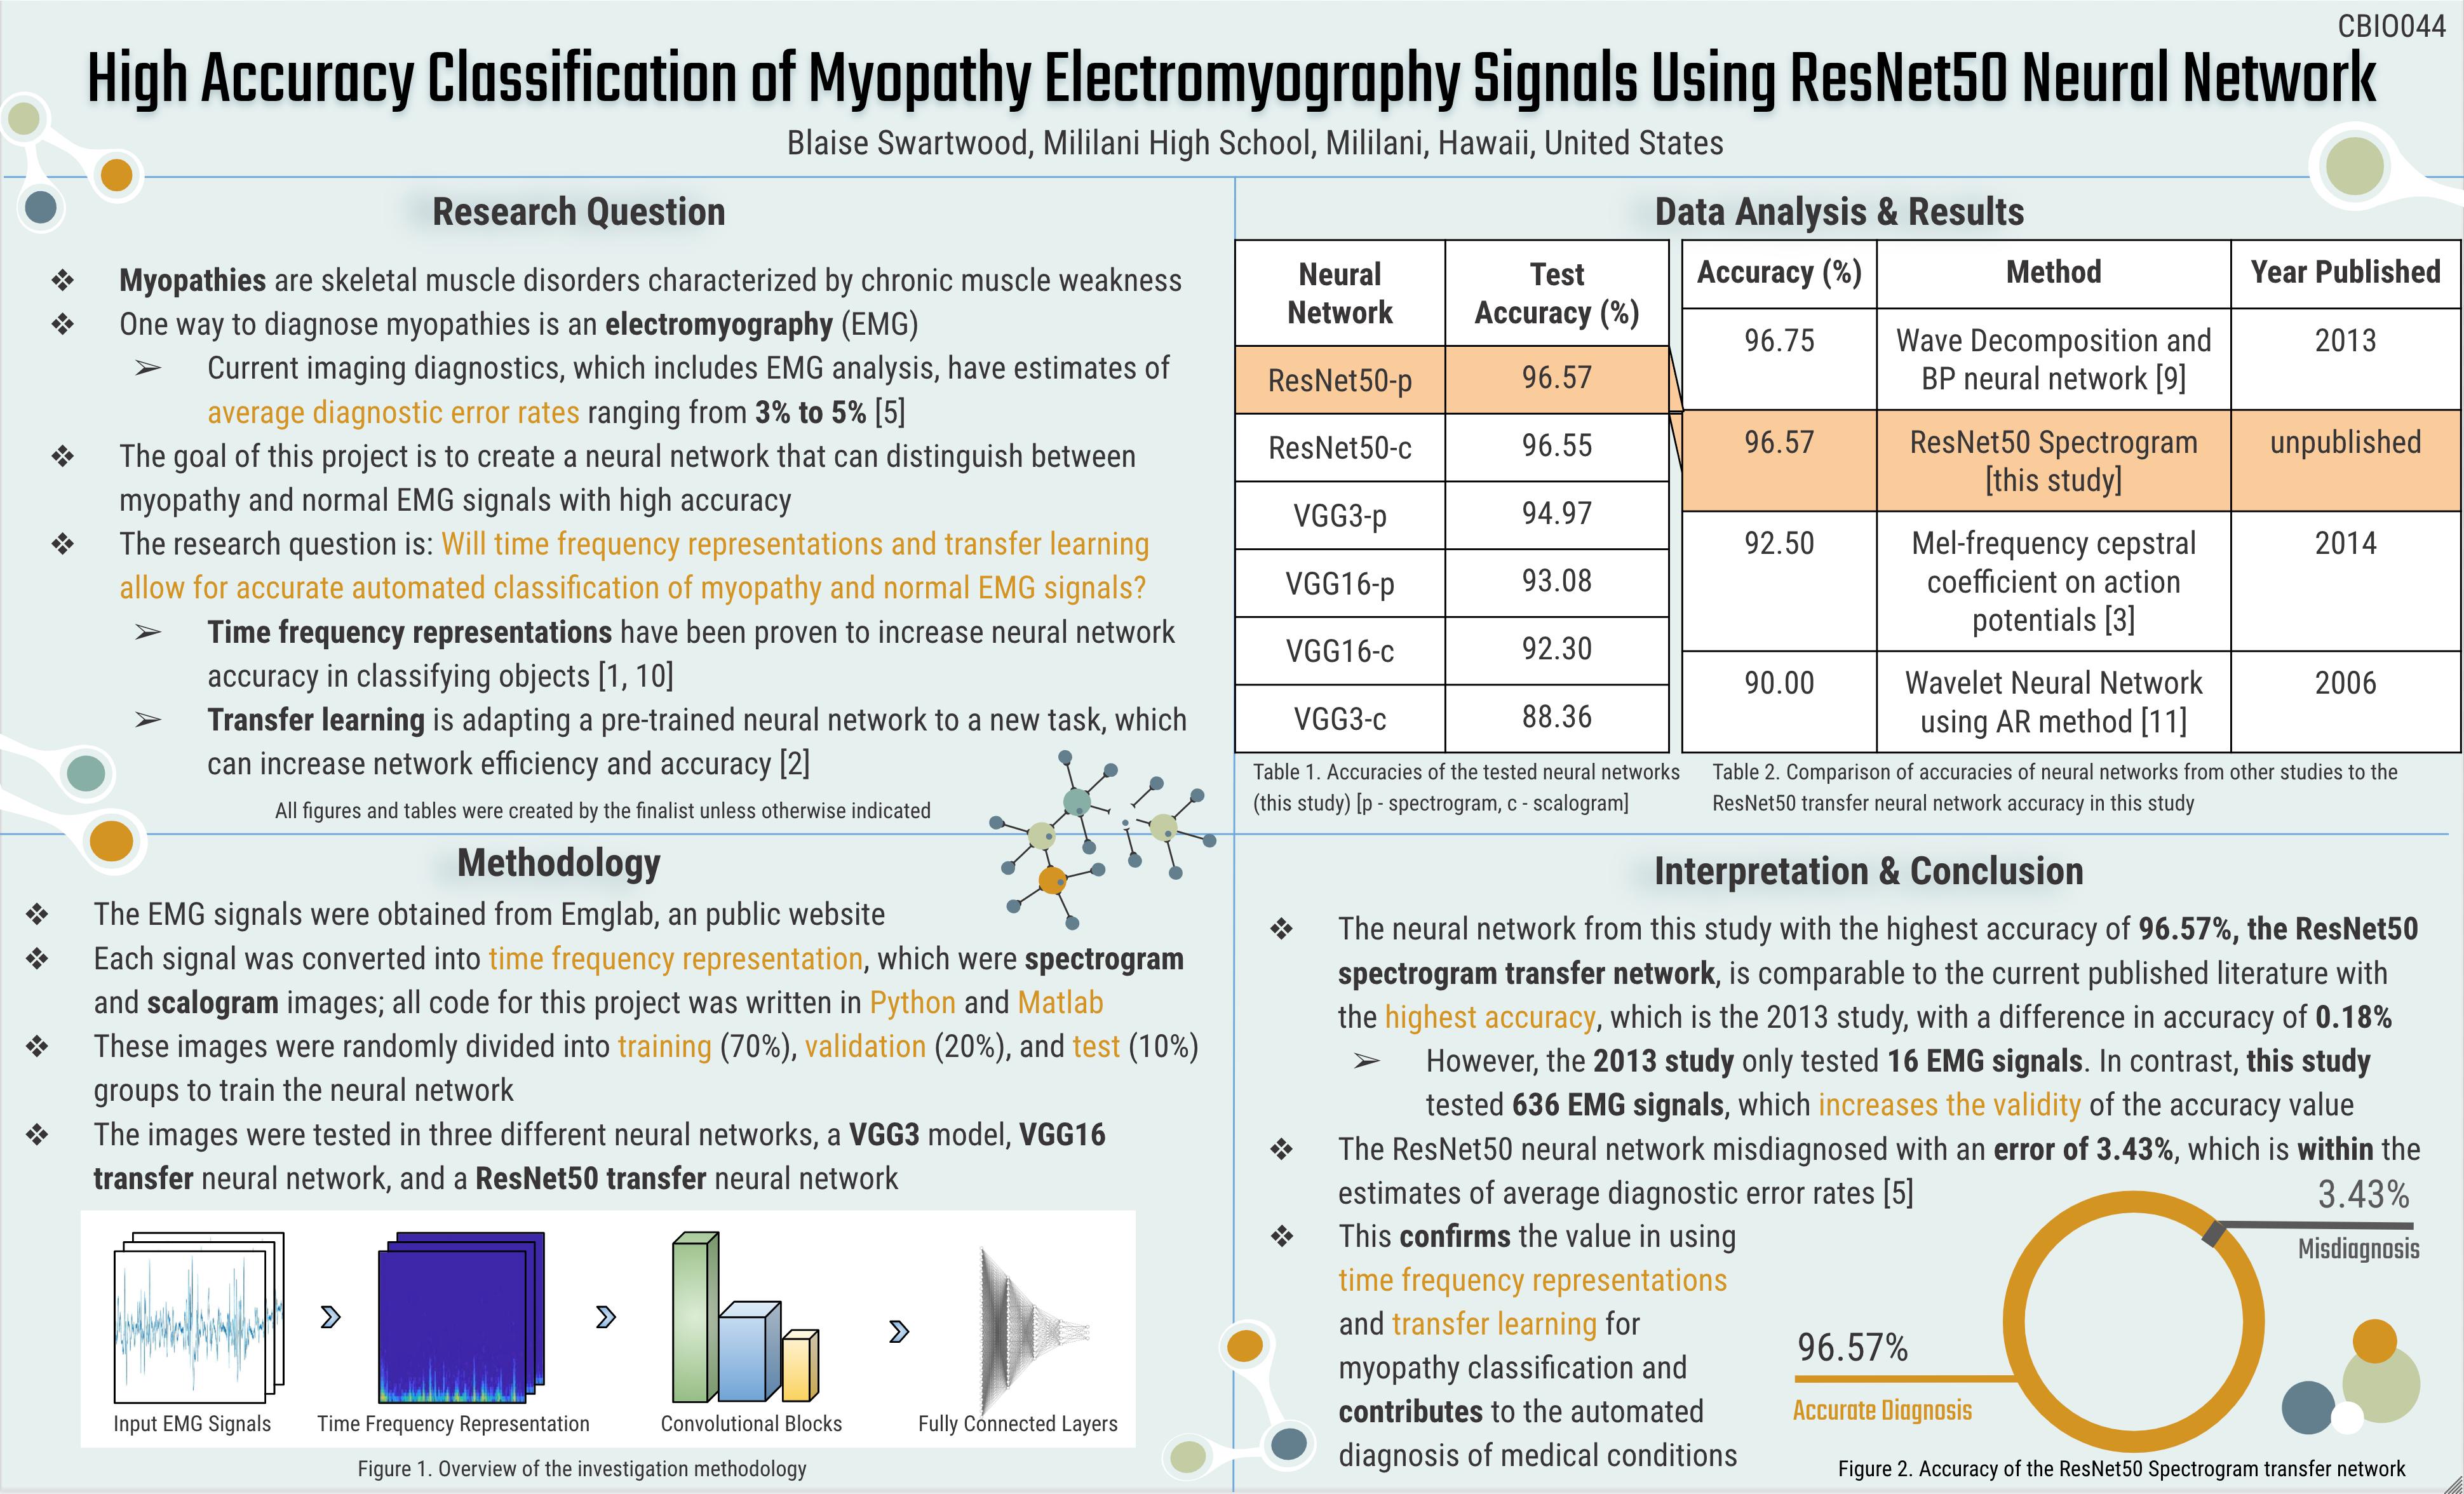 CBIO044
High Accuracy Classification of Myopathy Electromyography Signals Using ResNet50 Neural Network
Blaise Swartwood, Mililani High School, Mililani, Hawaii, United States
Research Question
❖ Myopathies are skeletal muscle disorders characterized by chronic muscle weakness
❖ One way to diagnose myopathies is an electromyography (EMG)
➢ Current imaging diagnostics, which includes EMG analysis, have estimates of
average diagnostic error rates ranging from 3% to 5% [5]
❖ The goal of this project is to create a neural network that can distinguish between
myopathy and normal EMG signals with high accuracy
❖ The research question is: Will time frequency representations and transfer learning
allow for accurate automated classification of myopathy and normal EMG signals?
➢ Time frequency representations have been proven to increase neural network
accuracy in classifying objects [1, 10]
➢ Transfer learning is adapting a pre-trained neural network to a new task, which
can increase network efficiency and accuracy [2]
All figures and tables were created by the finalist unless otherwise indicated
Data Analysis & Results
Neural
Network
Test
Accuracy (%)
ResNet50-p 96.57
ResNet50-c 96.55
VGG3-p 94.97
VGG16-p 93.08
VGG16-c 92.30
VGG3-c 88.36
Table 1. Accuracies of the tested neural networks
(this study) [p - spectrogram, c - scalogram]
Accuracy (%) Method Year Published
96.75 Wave Decomposition and 2013
BP neural network [9]
96.57 ResNet50 Spectrogram unpublished
[this study]
92.50 Mel-frequency cepstral 2014
coefficient on action
potentials [3]
90.00 Wavelet Neural Network 2006
using AR method [11]
Table 2. Comparison of accuracies of neural networks from other studies to the
ResNet50 transfer neural network accuracy in this study
Methodology
❖ The EMG signals were obtained from Emglab, an public website
❖ Each signal was converted into time frequency representation, which were spectrogram
and scalogram images; all code for this project was written in Python and Matlab
❖ These images were randomly divided into training (70%), validation (20%), and test (10%)
groups to train the neural network
❖ The images were tested in three different neural networks, a VGG3 model, VGG16
transfer neural network, and a ResNet50 transfer neural network
Input EMG Signals
Time Frequency Representation
Convolutional Blocks
Fully Connected Layers
Figure 1. Overview of the investigation methodology
Interpretation & Conclusion
❖ The neural network from this study with the highest accuracy of 96.57%, the ResNet50
spectrogram transfer network, is comparable to the current published literature with
the highest accuracy, which is the 2013 study, with a difference in accuracy of 0.18%
➢ However, the 2013 study only tested 16 EMG signals. In contrast, this study
tested 636 EMG signals, which increases the validity of the accuracy value
❖ The ResNet50 neural network misdiagnosed with an error of 3.43%, which is within the
estimates of average diagnostic error rates [5]
❖ This confirms the value in using
time frequency representations
and transfer learning for
myopathy classification and
contributes to the automated
diagnosis of medical conditions
3.43%
Misdiagnosis
96.57%
Accurate Diagnosis
Figure 2. Accuracy of the ResNet50 Spectrogram transfer network